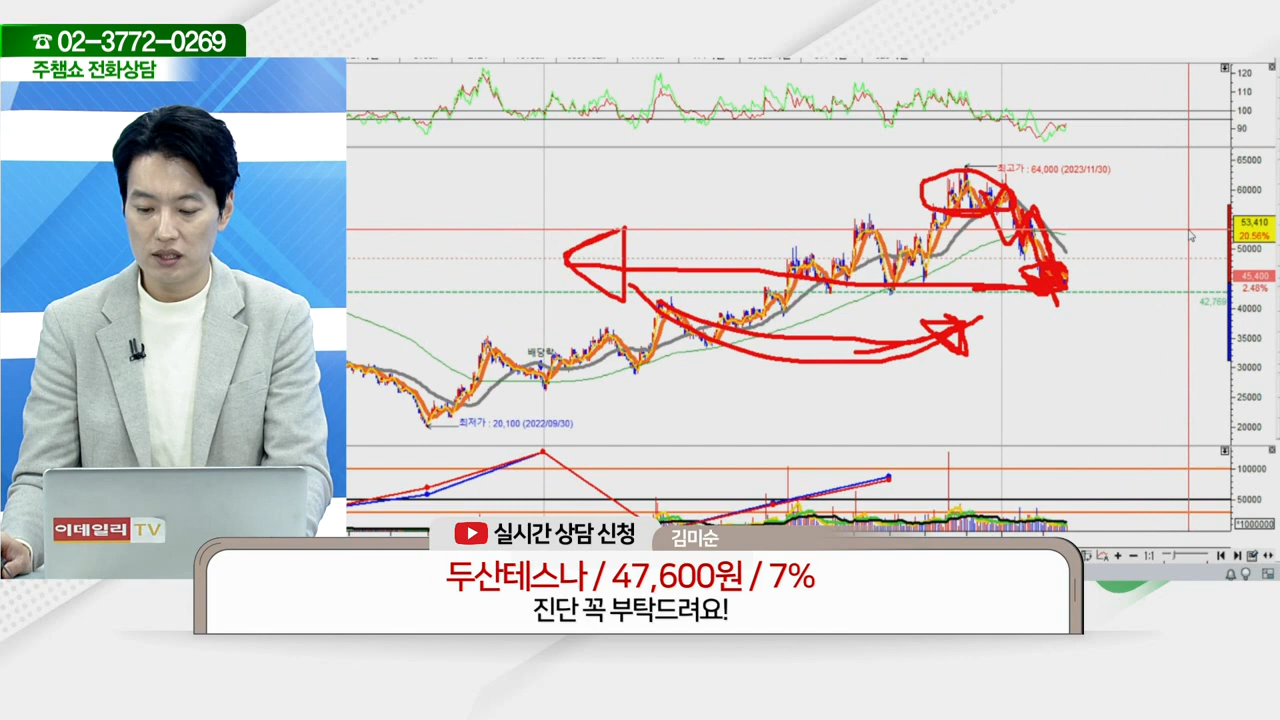 ☎ 02-3772-0269
주챔쇼 전화상담
120
110
100
90
최고가 : 64,000 (2023/11/30)
65000
60000
53,410
20.56%
50000
45,400
2.48%
42,769
40000
35000
30000
25000
20000
배당락
최저가 : 20,100 (2022/09/30)
100000
50000
*1000000
1:1
이데일리 TV
실시간 상담 신청
김미순
두산테스나 / 47,600원 / 7%
진단 꼭 부탁드려요!